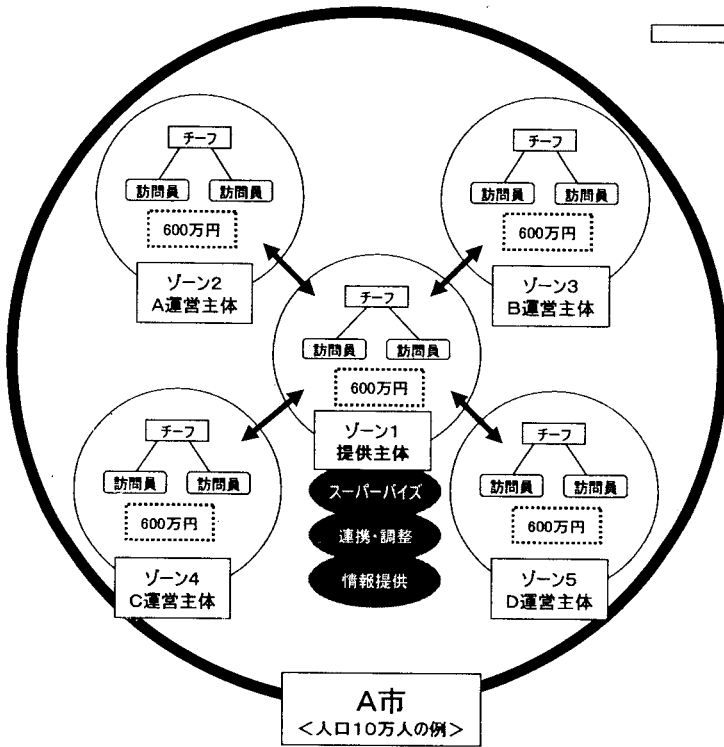 チーフ
訪問員 訪問員
600万円
ゾーン2
A運営主体
チーフ
訪問員 訪問員
600万円
ゾーン3
B運営主体
チーフ
訪問員 訪問員
600万円
ゾーン1
提供主体
スーパーバイズ
連携・調整
情報提供
チーフ
訪問員 訪問員
600万円
ゾーン4
C運営主体
チーフ
訪問員 訪問員
600万円
ゾーン5
D運営主体
A市
<人口10万人の例>